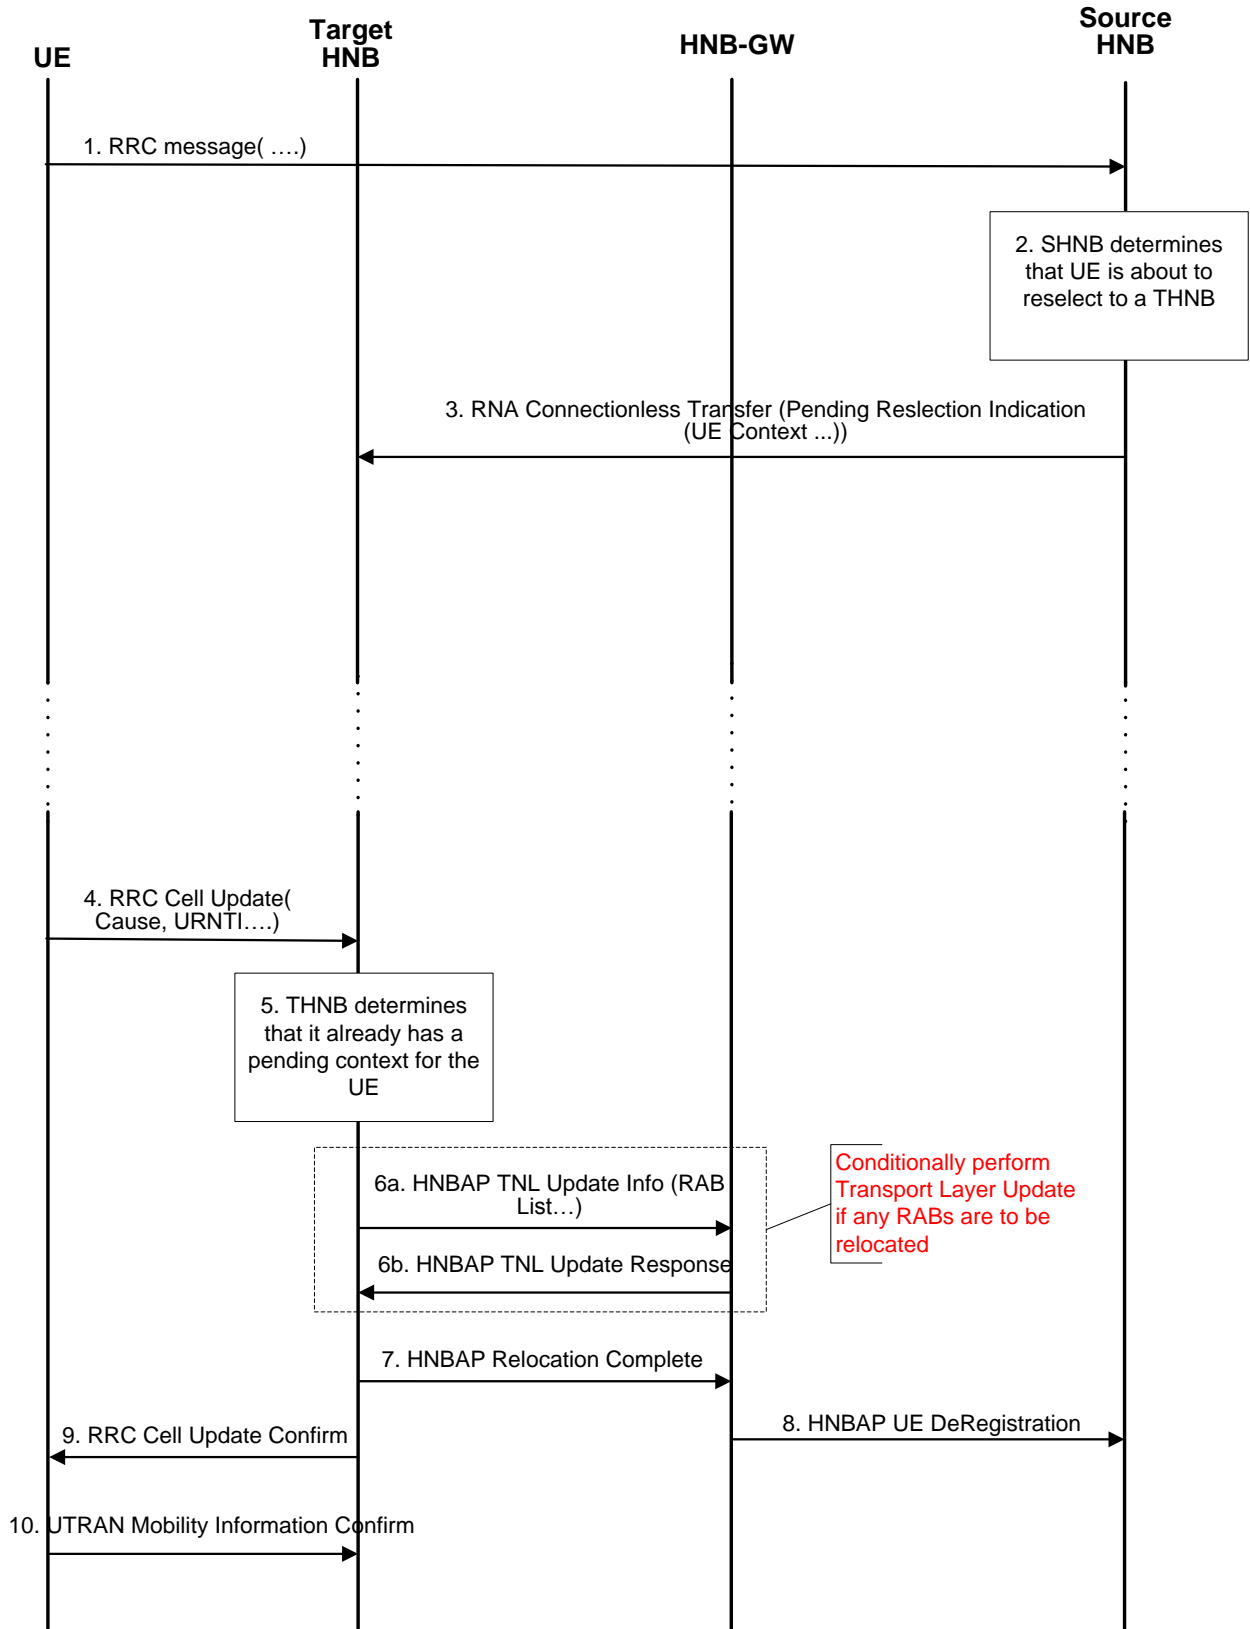 UE
Target
HNB
HNB-GW
Source
HNB
1. RRC message( ….)
2. SHNB determines
that UE is about to
reselect to a THNB
3. RNA Connectionless Transfer (Pending Reslection Indication
(UE Context ...))
4. RRC Cell Update(
Cause, URNTI….)
5. THNB determines
that it already has a
pending context for the
UE
6a. HNBAP TNL Update Info (RAB
List…)
Conditionally perform
Transport Layer Update
if any RABs are to be
relocated
6b. HNBAP TNL Update Response
7. HNBAP Relocation Complete
8. HNBAP UE DeRegistration
9. RRC Cell Update Confirm
10. UTRAN Mobility Information Confirm